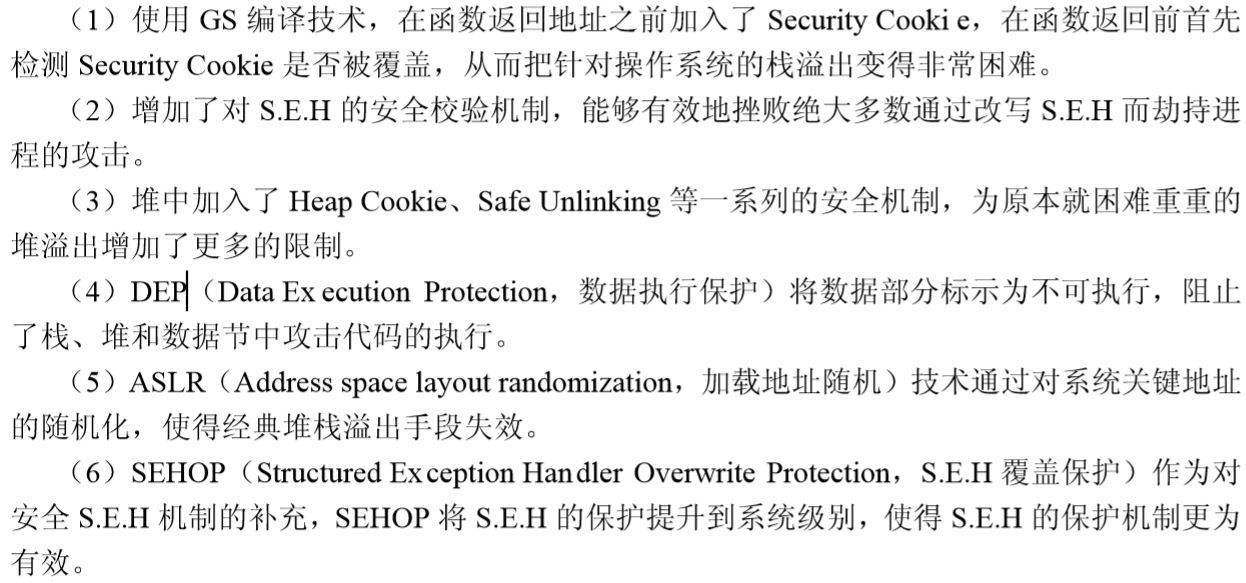 (1)使用 GS 编译技术，在函数返回地址之前加入了 Security Cooki e，在函数返回前首先
检测 Security Cookie 是否被覆盖，从而把针对操作系统的栈溢出变得非常困难。
(2)增加了对 S.E.H 的安全校验机制，能够有效地挫败绝大多数通过改写 S.E.H 而劫持进
程的攻击。
(3)堆中加入了 Heap Cookie、Safe Unlinking 等一系列的安全机制，为原本就困难重重的
堆溢出增加了更多的限制。
(4)DEP（Data Ex ecution Protection，数据执行保护）将数据部分标示为不可执行，阻止
了栈、堆和数据节中攻击代码的执行。
(5)ASLR（Address space layout randomization，加载地址随机）技术通过对系统关键地址
的随机化，使得经典堆栈溢出手段失效。
(6)SEHOP（Structured Ex ception Han dler Overwrite Protection，S.E.H 覆盖保护）作为对
安全 S.E.H 机制的补充，SEHOP 将 S.E.H 的保护提升到系统级别，使得 S.E.H 的保护机制更为
有效。